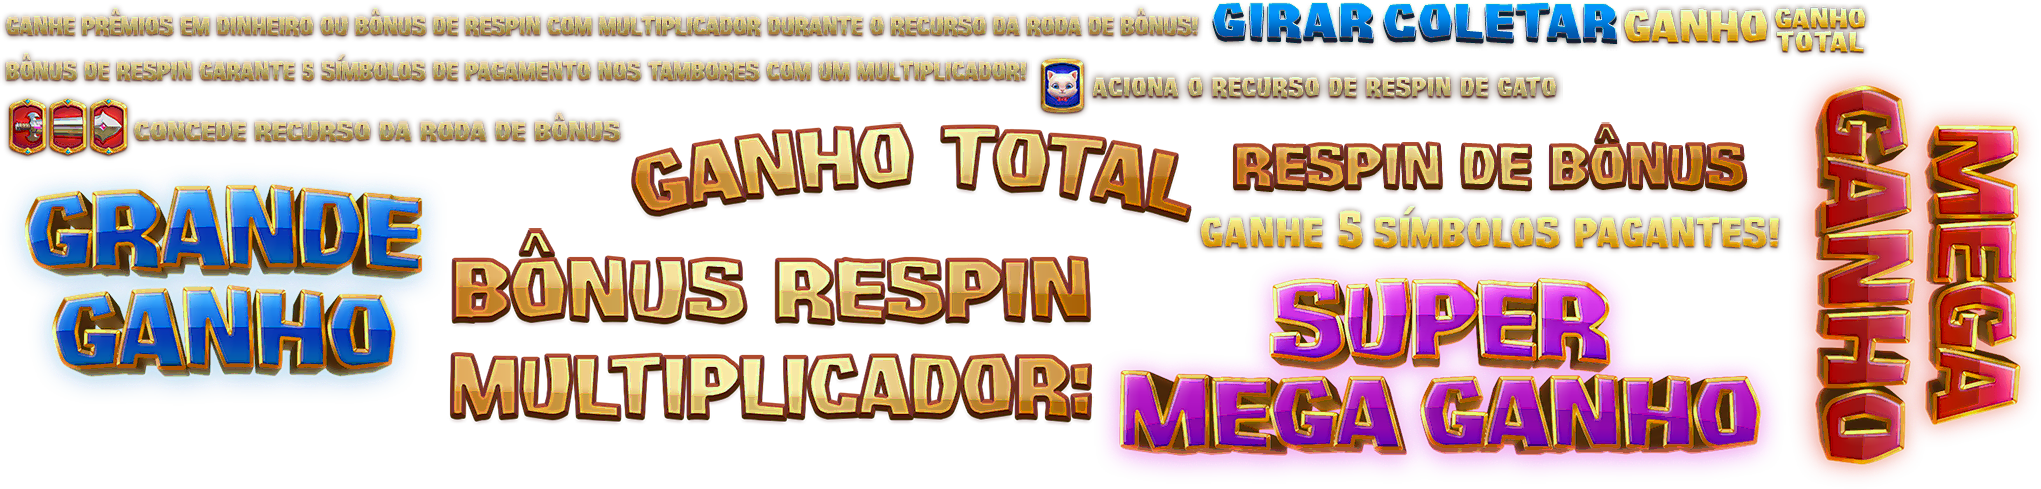 GANHE PRÊMIOS EM DINHEIRO OU BÔNUS DE RESPIN COM MULTIPLICADOR DURANTE O RECURSO DA RODA DE BÔNUS!
GIRAR
COLETAR
GANHO
GANHO
TOTAL
BÔNUS DE RESPIN GARANTE 5 SÍMBOLOS DE PAGAMENTO NOS TAMBORES COM UM MULTIPLICADOR!
ACIONA O RECURSO DE RESPIN DE GATO
CONCEDE RECURSO DA RODA DE BÔNUS
GANHO TOTAL
RESPIN DE BÔNUS
GANHE 5 SÍMBOLOS PAGANTES!
GRANDE
GANHO
BÔNUS RESPIN
MULTIPLICADOR:
SUPER
MEGA GANHO
MEGA
GANHO